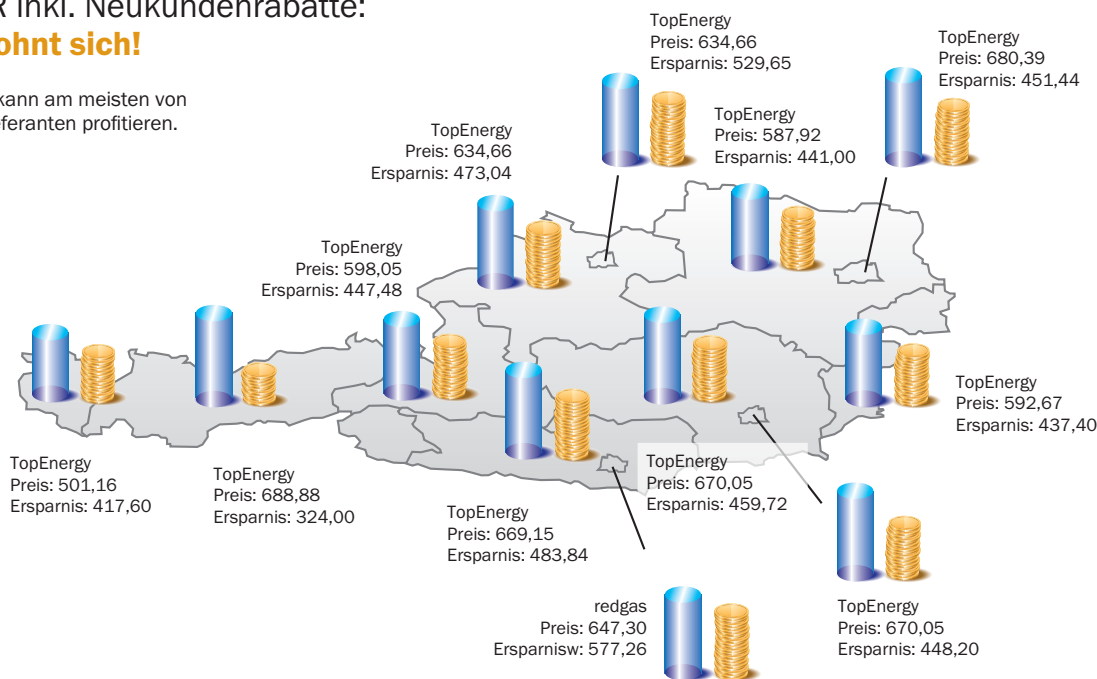 inkl. Neukundenrabatte:
ohnt sich!
kann am meisten von
eferanten profitieren.
TopEnergy
Preis: 634,66
Ersparnis: 529,65
TopEnergy
Preis: 680,39
Ersparnis: 451,44
TopEnergy
Preis: 587,92
Ersparnis: 441,00
TopEnergy
Preis: 634,66
Ersparnis: 473,04
TopEnergy
Preis: 598,05
Ersparnis: 447,48
TopEnergy
Preis: 592,67
Ersparnis: 437,40
TopEnergy
Preis: 501,16
Ersparnis: 417,60
TopEnergy
Preis: 688,88
Ersparnis: 324,00
TopEnergy
Preis: 669,15
Ersparnis: 483,84
TopEnergy
Preis: 670,05
Ersparnis: 459,72
redgas
Preis: 647,30
Ersparnisw: 577,26
TopEnergy
Preis: 670,05
Ersparnis: 448,20